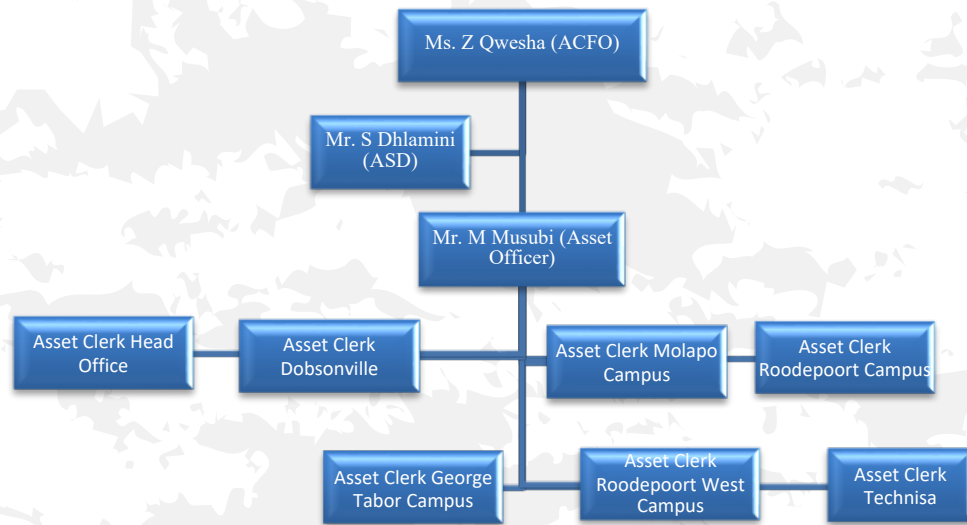 Ms. Z Qwesha (ACFO)
Mr. S Dhlamini
(ASD)
Mr. M Musubi (Asset
Officer)
Asset Clerk Head
Office
Asset Clerk
Dobsonville
Asset Clerk Molapo
Campus
Asset Clerk
Roodepoort Campus
Asset Clerk George
Tabor Campus
Asset Clerk
Roodepoort West
Campus
Asset Clerk
Technisa